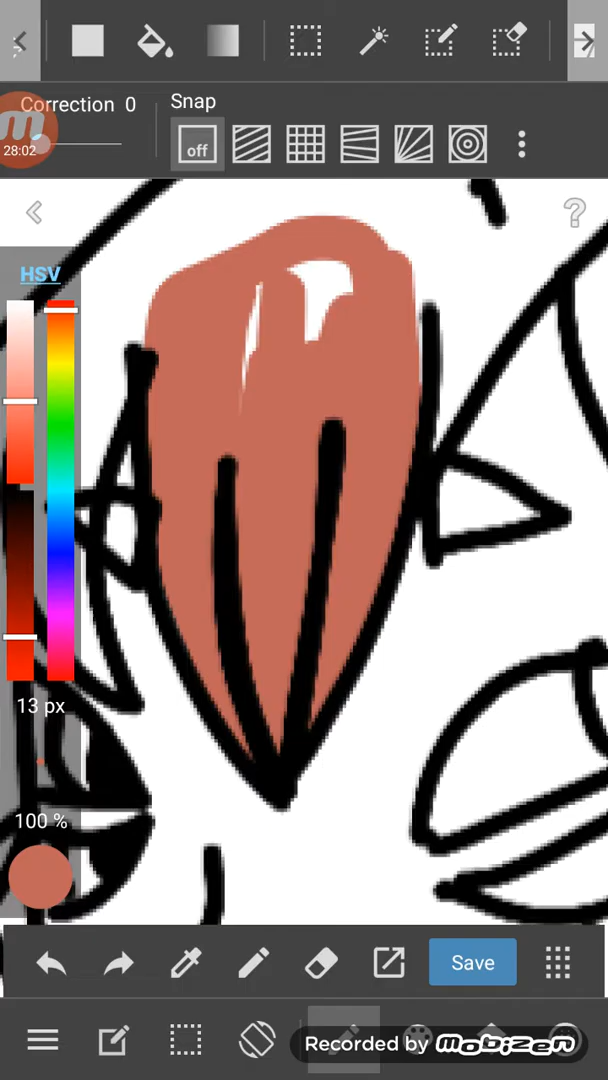 Correction 0
Snap
28:02
off
HSV
13 px
100 %
Save
Recorded by mobizen